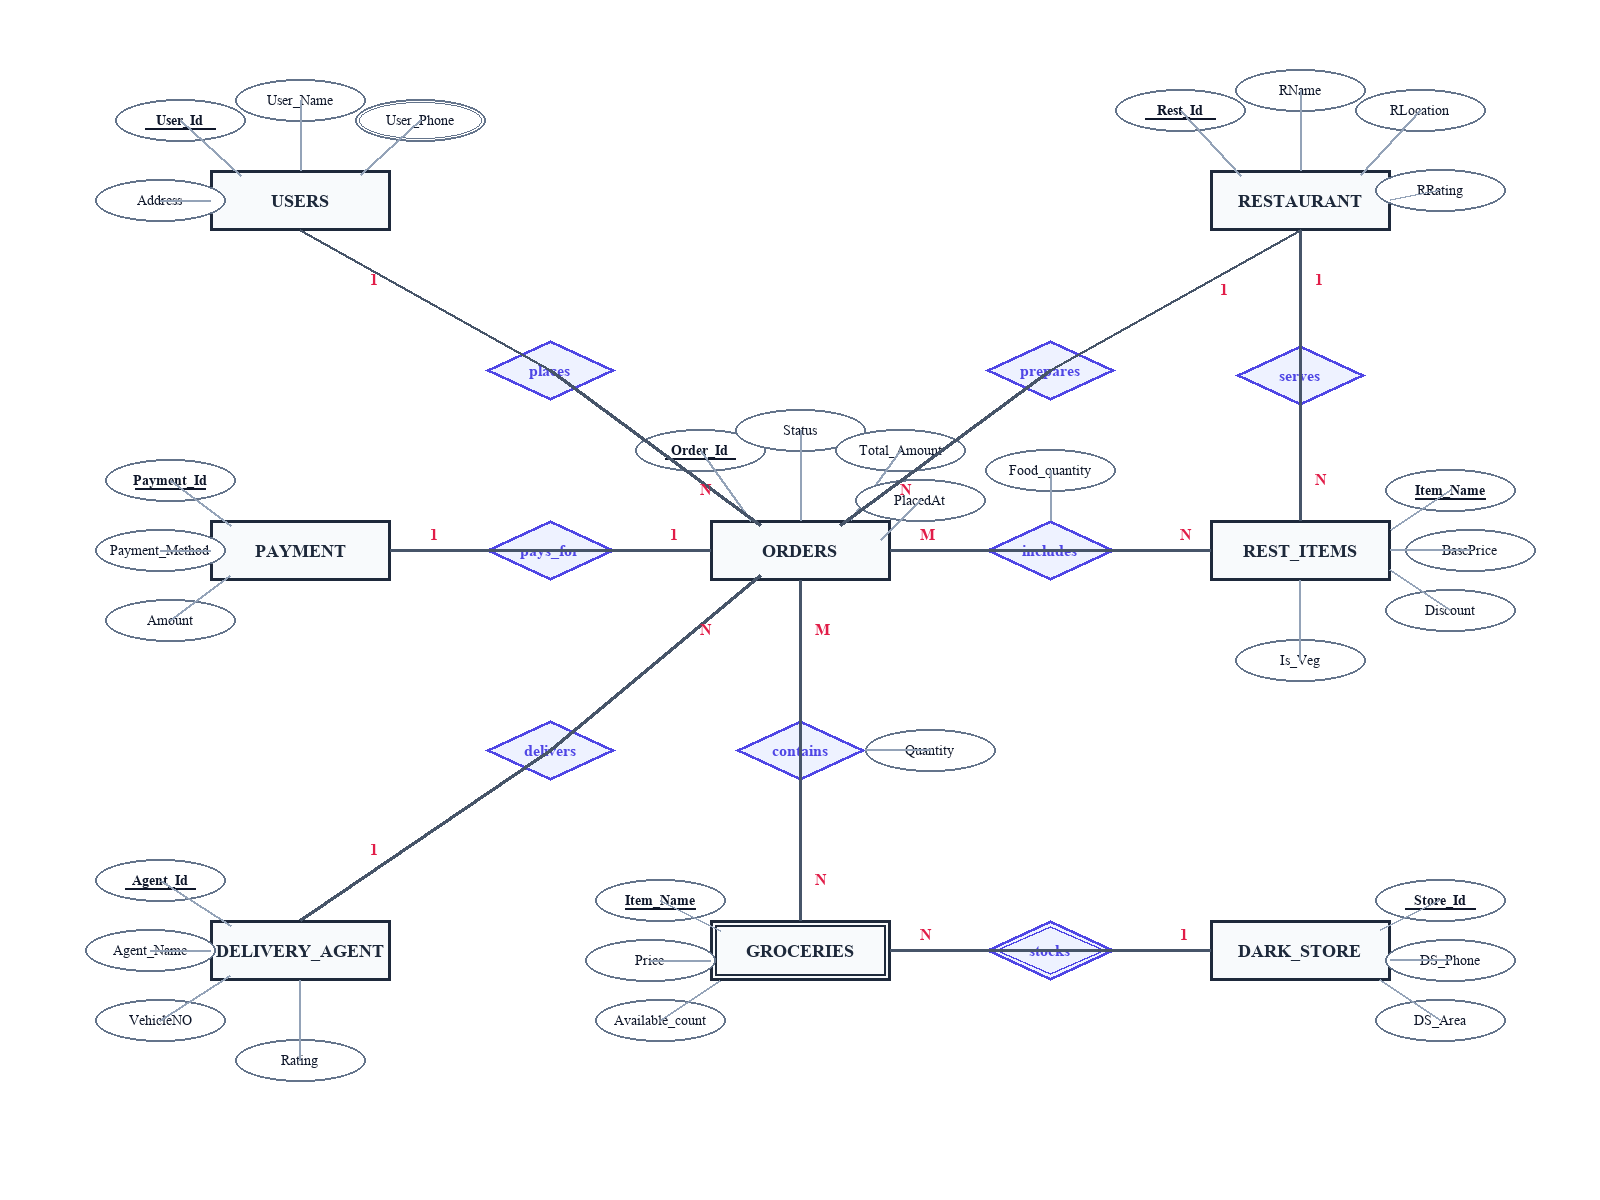 RName
User_Name
Rest_Id
RLocation
User_Id
User_Phone
RRating
Address
USERS
RESTAURANT
1
1
1
places
prepares
serves
Status
Order_Id
Total_Amount
Food_quantity
Payment_Id
N
N
N
Item_Name
PlacedAt
1
1
M
N
Payment_Method
PAYMENT
pays_for
ORDERS
includes
REST_ITEMS
BasePrice
Amount
Discount
N
M
Is_Veg
delivers
contains
Quantity
1
Agent_Id
N
Item_Name
Store_Id
N
1
Agent_Name
DELIVERY_AGENT
GROCERIES
stocks
DARK_STORE
Price
DS_Phone
VehicleNO
Available_count
DS_Area
Rating